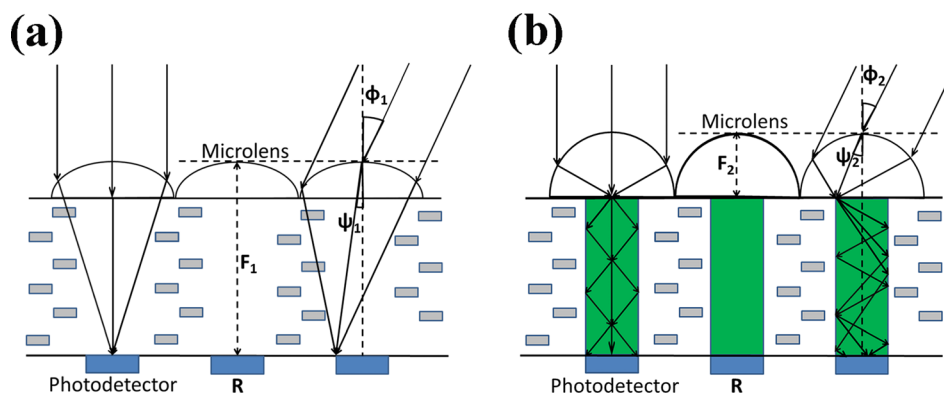 (a)
Φ₁
Microlens
Ψ₁
F₁
Photodetector
R
(b)
Φ₂
Microlens
Ψ₂
F₂
Photodetector
R